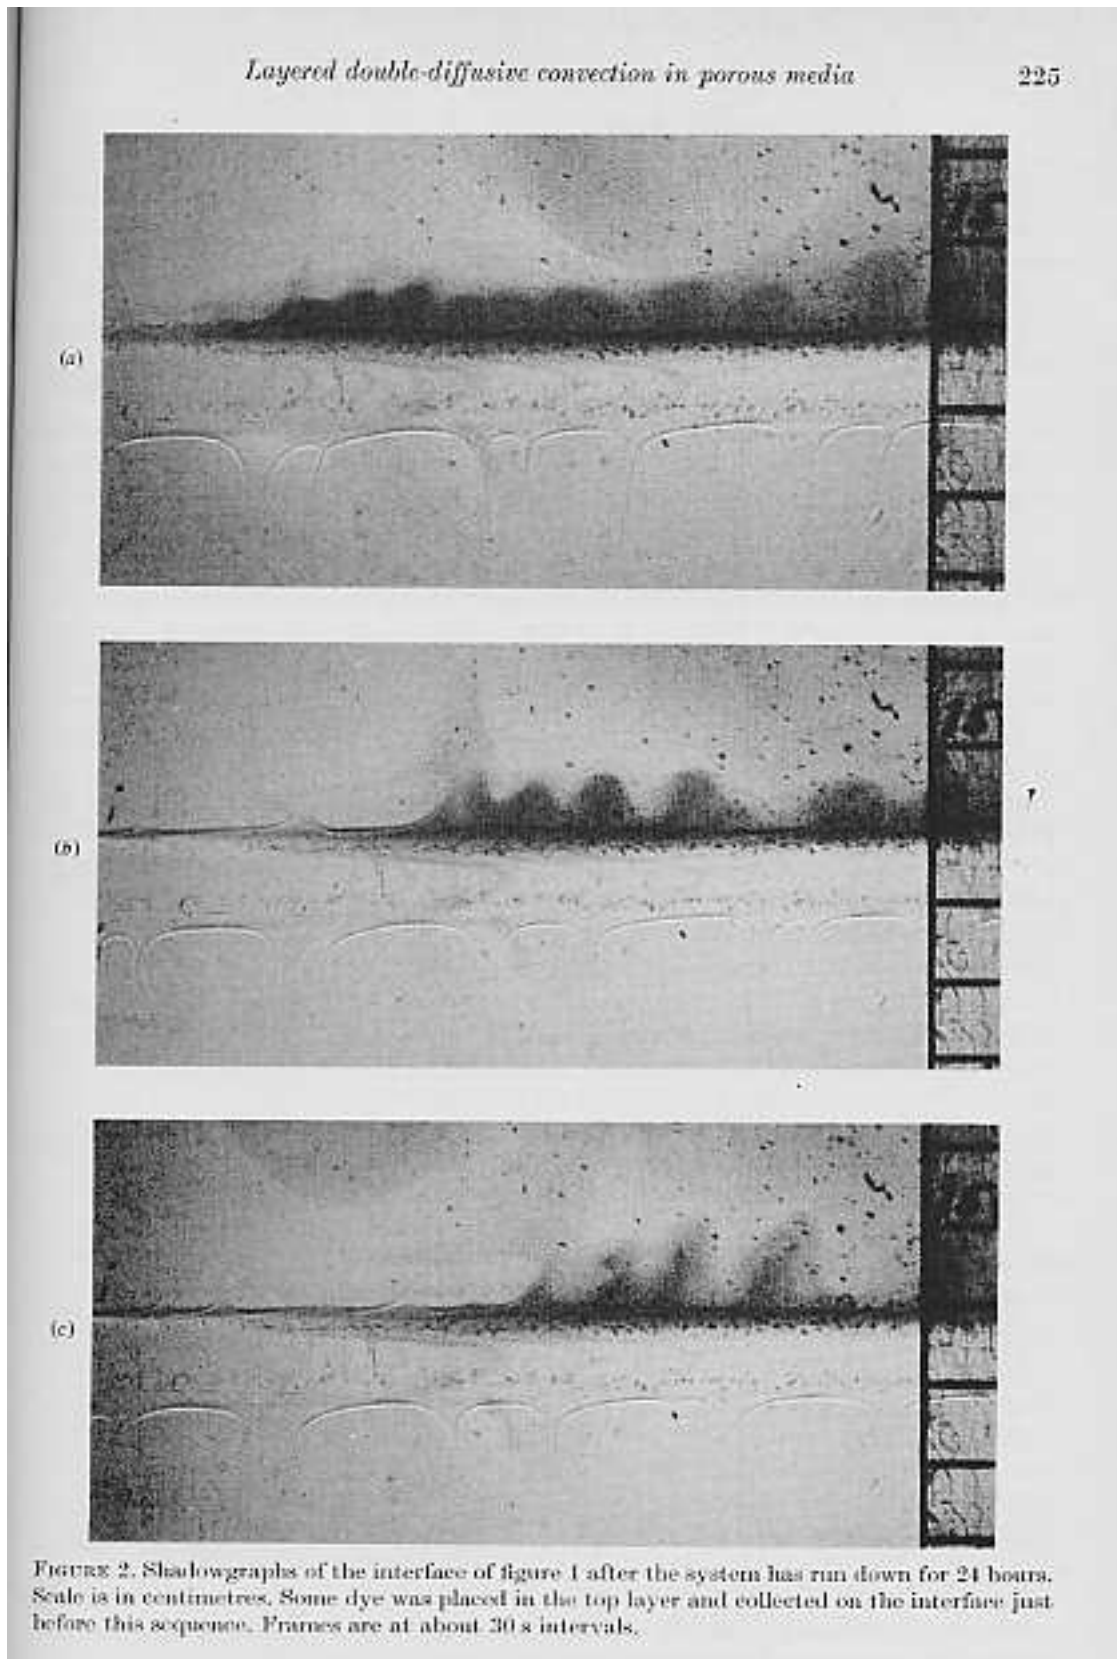 Layered double-diffusive convection in porous media 225
(a)
(b)
(c)
FIGURE 2. Shadowgraphs of the interface of figure 1 after the system has run down for 24 hours.
Scale is in centimetres. Some dye was placed in the top layer and collected on the interface just
before this sequence. Frames are at about 30 s intervals.